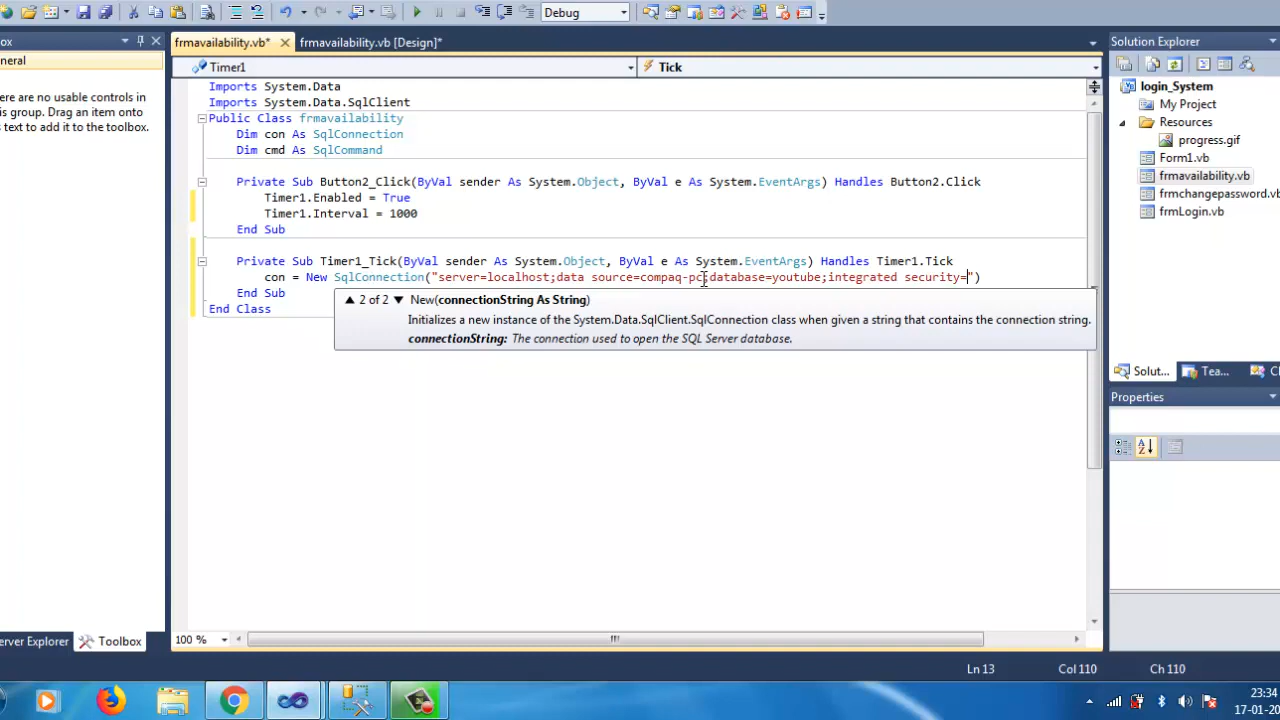 Debug
ox
neral
ere are no usable controls in
is group. Drag an item onto
text to add it to the toolbox.
erver Explorer
Toolbox
frmavailability.vb*
frmavailability.vb [Design]*
Timer1
Tick
Imports System.Data
Imports System.Data.SqlClient
Public Class frmavailability
Dim con As SqlConnection
Dim cmd As SqlCommand
Private Sub Button2_Click(ByVal sender As System.Object, ByVal e As System.EventArgs) Handles Button2.Click
Timer1.Enabled = True
Timer1.Interval = 1000
End Sub
Private Sub Timer1_Tick(ByVal sender As System.Object, ByVal e As System.EventArgs) Handles Timer1.Tick
con = New SqlConnection("server=localhost;data source=compaq-pc;database=youtube;integrated security=")
End Sub
End Class
2 of 2 New(connectionString As String)
Initializes a new instance of the System.Data.SqlClient.SqlConnection class when given a string that contains the connection string.
connectionString: The connection used to open the SQL Server database.
100 %
Solution Explorer
login_System
My Project
Resources
progress.gif
Form1.vb
frmavailability.vb
frmchangepassword.vb
frmLogin.vb
Solut...
Tea...
Cl
Properties
Ln 13
Col 110
Ch 110
23:34
17-01-20